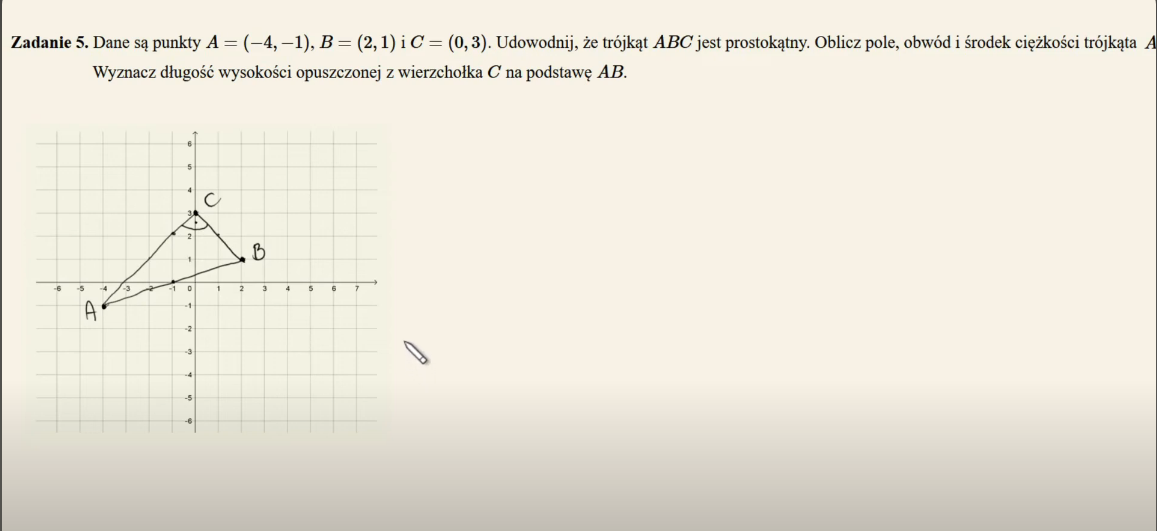 Zadanie 5. Dane są punkty A = (−4, −1), B = (2, 1) i C = (0, 3). Udowodnij, że trójkąt ABC jest prostokątny. Oblicz pole, obwód i środek ciężkości trójkąta A
Wyznacz długość wysokości opuszczonej z wierzchołka C na podstawę AB.
6
5
4
C
3
2
B
1
-6 -5 -4 -3 -2 -1 0 1 2 3 4 5 6 7
A
-1
-2
-3
-4
-5
-6